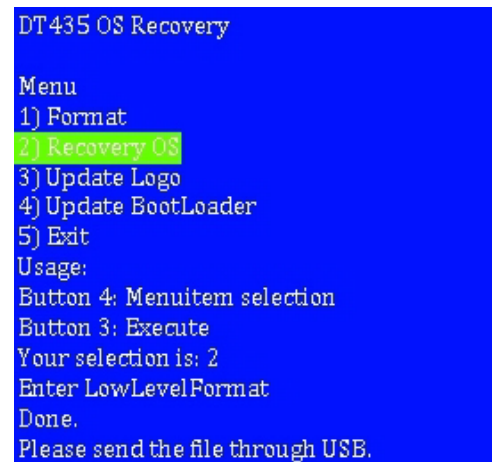 DT435 OS Recovery
Menu
1) Format
2) Recovery OS
3) Update Logo
4) Update BootLoader
5) Exit
Usage:
Button 4: Menuitem selection
Button 3: Execute
Your selection is: 2
Enter LowLevelFormat
Done.
Please send the file through USB.